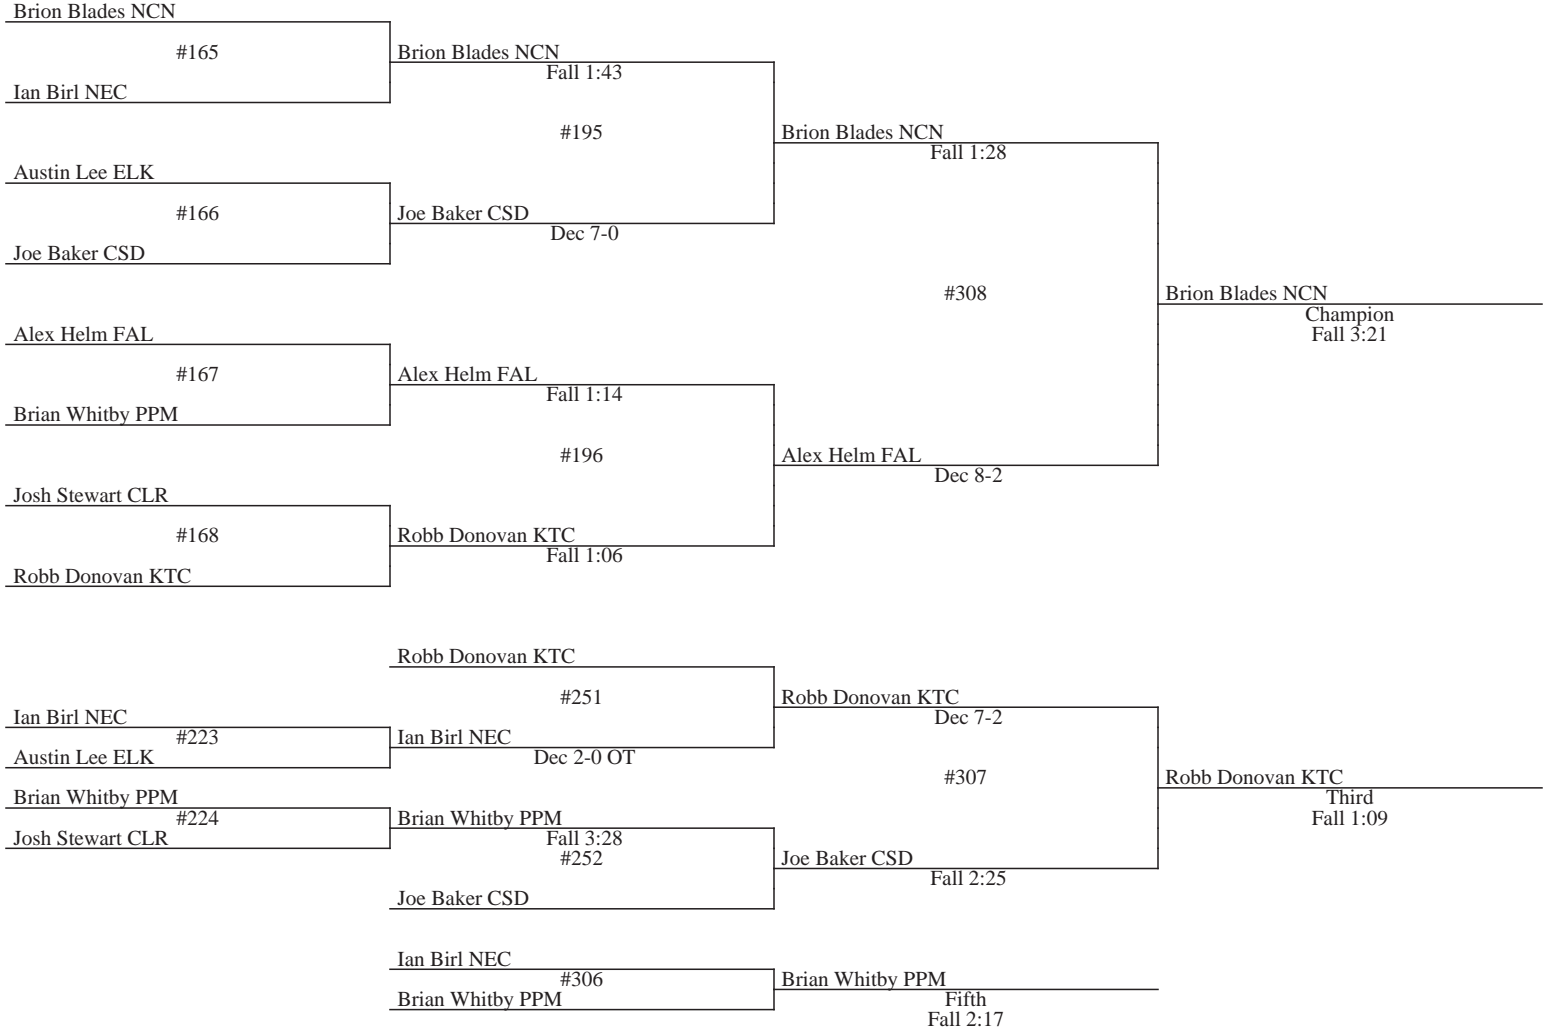 Brion Blades NCN
#165
Brion Blades NCN
Fall 1:43
Ian Birl NEC
#195
Brion Blades NCN
Fall 1:28
Austin Lee ELK
#166
Joe Baker CSD
Dec 7-0
Joe Baker CSD
#308
Brion Blades NCN
Champion
Fall 3:21
Alex Helm FAL
#167
Alex Helm FAL
Fall 1:14
Brian Whitby PPM
#196
Alex Helm FAL
Dec 8-2
Josh Stewart CLR
#168
Robb Donovan KTC
Fall 1:06
Robb Donovan KTC
Robb Donovan KTC
#251
Robb Donovan KTC
Dec 7-2
Ian Birl NEC
#223
Ian Birl NEC
Dec 2-0 OT
Austin Lee ELK
#307
Robb Donovan KTC
Third
Fall 1:09
Brian Whitby PPM
#224
Brian Whitby PPM
Fall 3:28
Josh Stewart CLR
#252
Joe Baker CSD
Fall 2:25
Joe Baker CSD
Ian Birl NEC
#306
Brian Whitby PPM
Fifth
Fall 2:17
Brian Whitby PPM